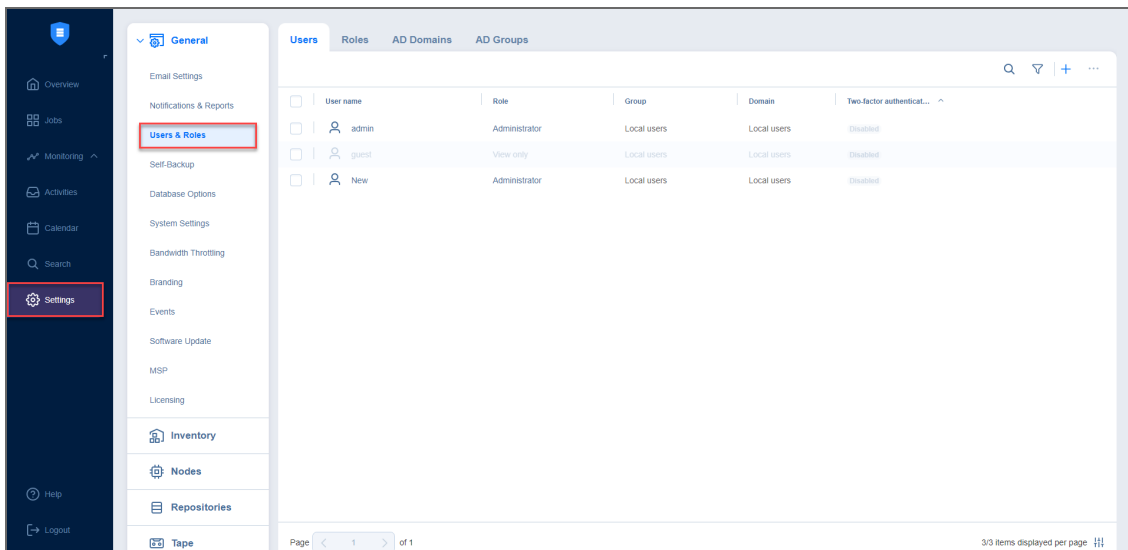 Overview
Jobs
Monitoring
Activities
Calendar
Search
Settings
Help
Logout
General
Email Settings
Notifications & Reports
Users & Roles
Self-Backup
Database Options
System Settings
Bandwidth Throttling
Branding
Events
Software Update
MSP
Licensing
Inventory
Nodes
Repositories
Tape
Users Roles AD Domains AD Groups
User name Role Group Domain Two-factor authenticat...
admin Administrator Local users Local users Disabled
guest View only Local users Local users Disabled
New Administrator Local users Local users Disabled
Page 1 of 1 3/3 items displayed per page